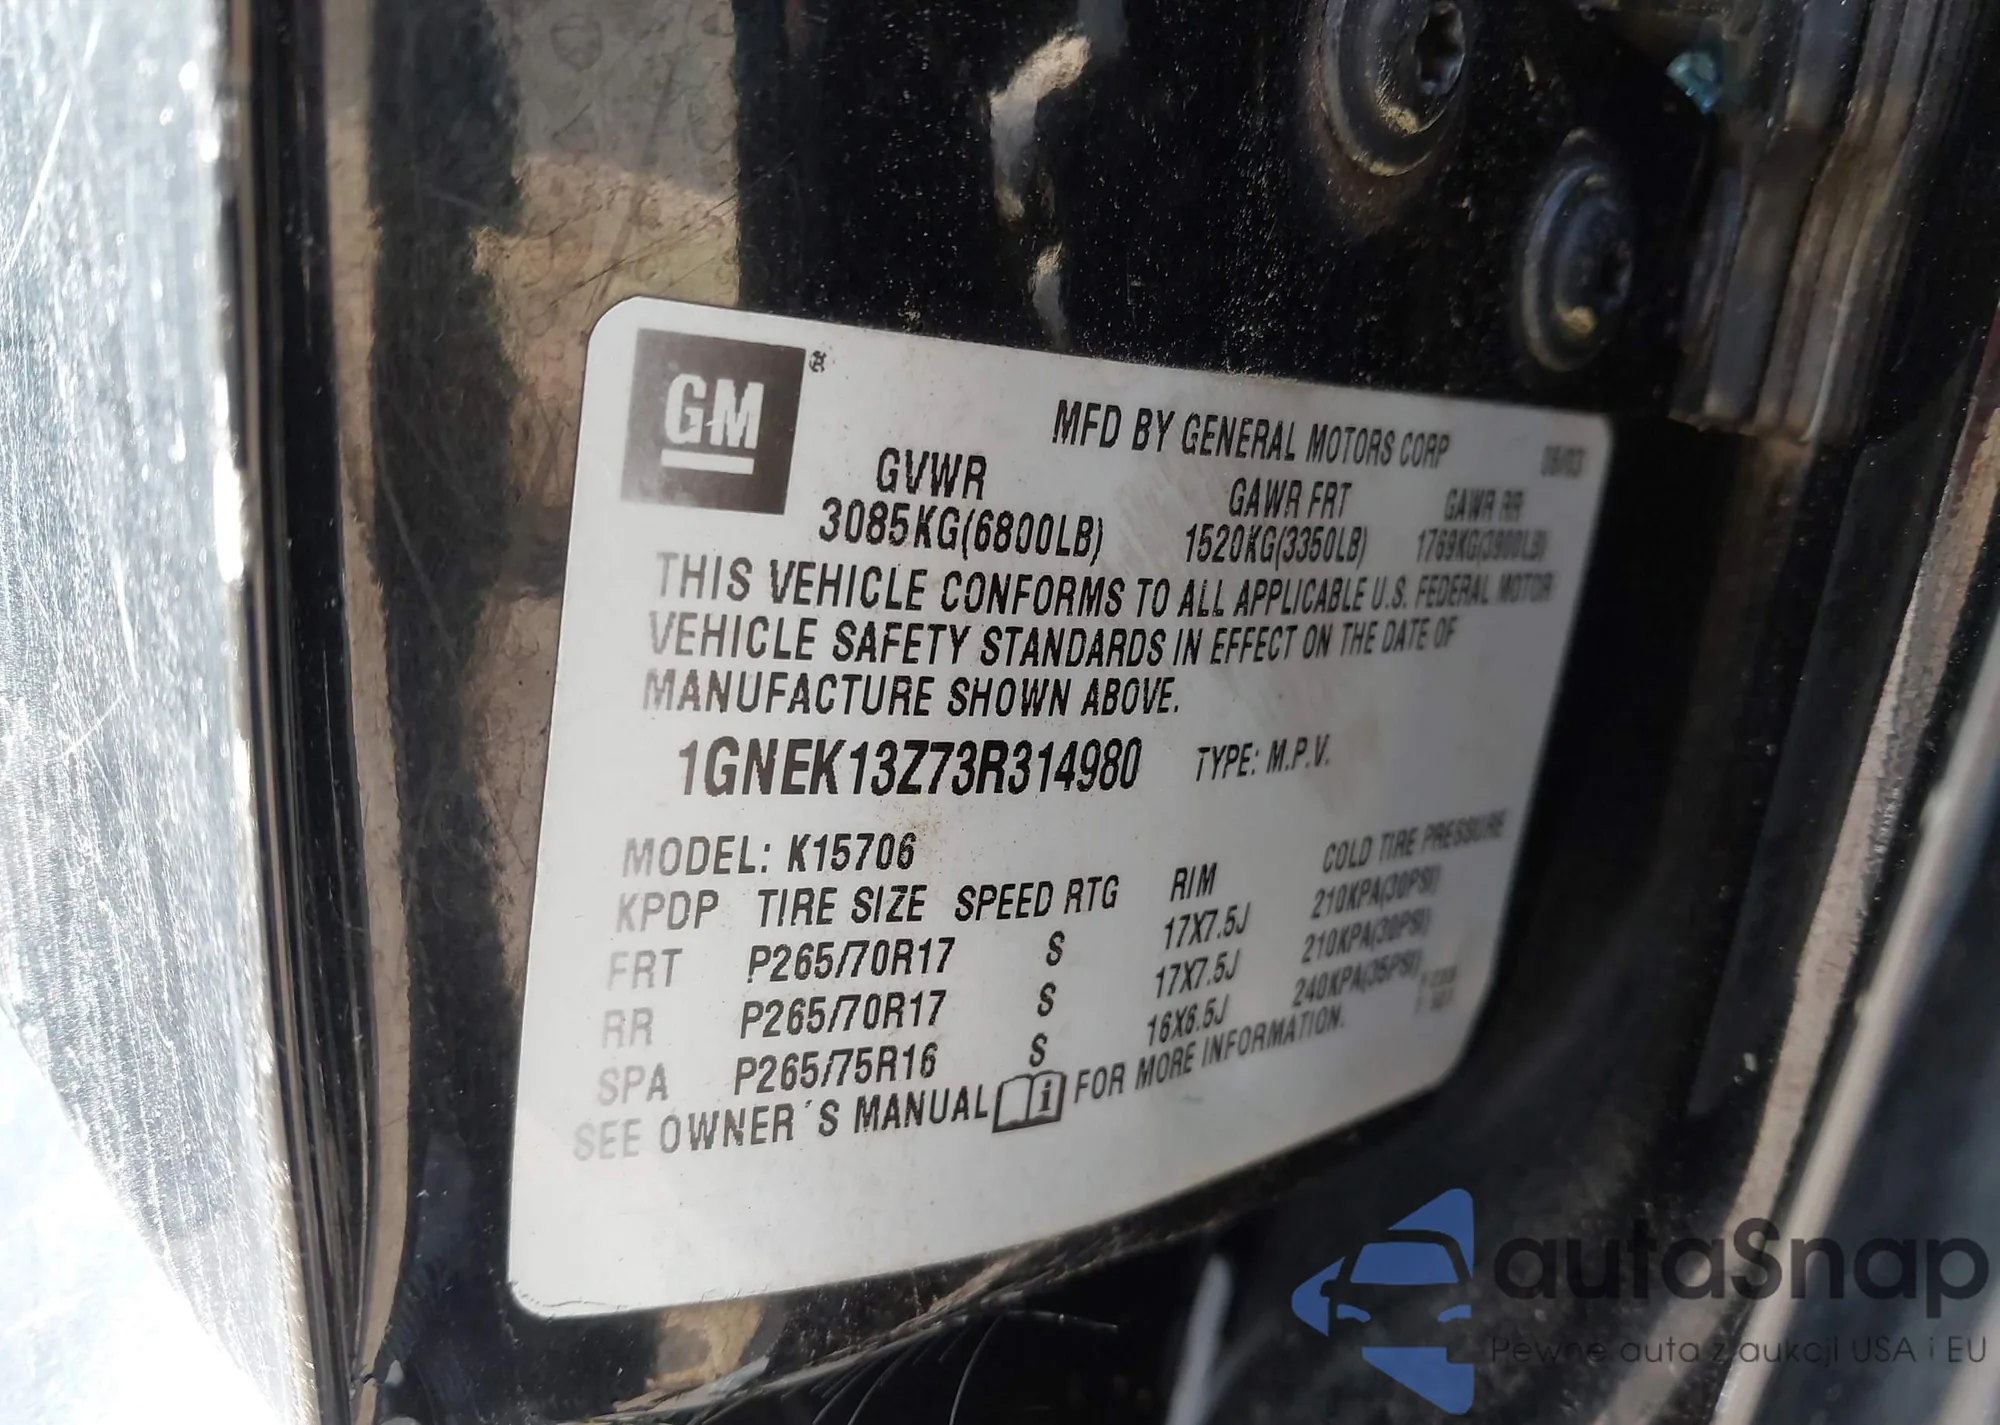 GM ®
MFD BY GENERAL MOTORS CORP
GVWR GAWR FRT GAWR RR
3085KG(6800LB) 1520KG(3350LB) 1769KG(3900LB)
THIS VEHICLE CONFORMS TO ALL APPLICABLE U.S. FEDERAL MOTOR
VEHICLE SAFETY STANDARDS IN EFFECT ON THE DATE OF
MANUFACTURE SHOWN ABOVE.
1GNEK13Z73R314980 TYPE: M.P.V.
MODEL: K15706
KPDP TIRE SIZE SPEED RTG RIM COLD TIRE PRESSURE
FRT P265/70R17 S 17X7.5J 210KPA(30PSI)
RR P265/70R17 S 17X7.5J 210KPA(30PSI)
SPA P265/75R16 S 16X6.5J 240KPA(35PSI)
SEE OWNER´S MANUAL i FOR MORE INFORMATION.
autaSnap
Pewne auta z aukcji USA i EU